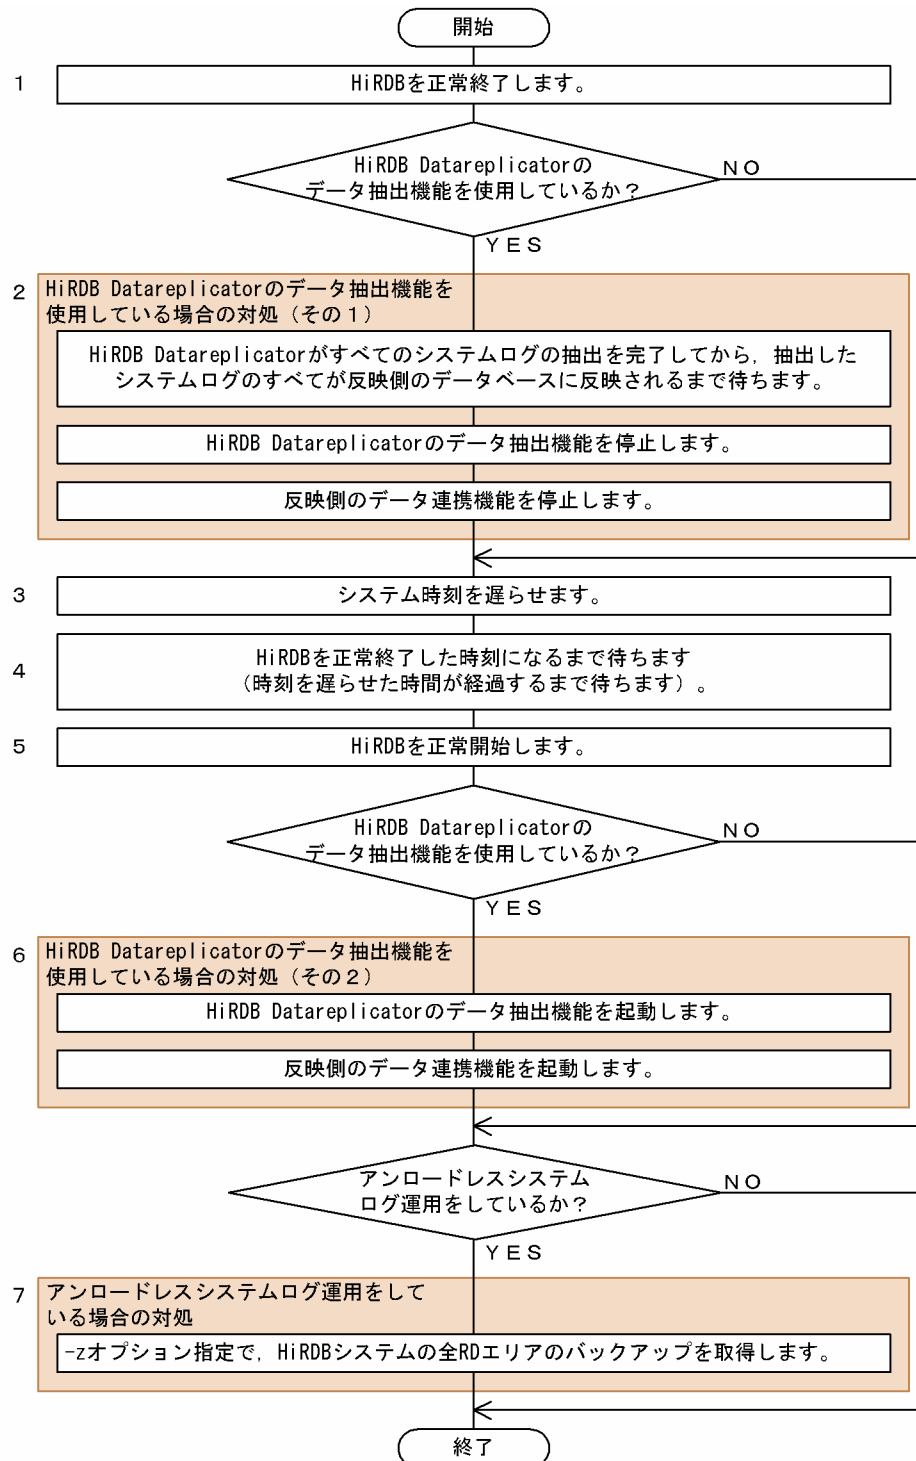 開始
1
HiRDBを正常終了します。
HiRDB Datareplicatorの
データ抽出機能を使用しているか？
ＮＯ
ＹＥＳ
2
HiRDB Datareplicatorのデータ抽出機能を
使用している場合の対処（その１）
HiRDB Datareplicatorがすべてのシステムログの抽出を完了してから，抽出した
システムログのすべてが反映側のデータベースに反映されるまで待ちます。
HiRDB Datareplicatorのデータ抽出機能を停止します。
反映側のデータ連携機能を停止します。
3
システム時刻を遅らせます。
4
HiRDBを正常終了した時刻になるまで待ちます
（時刻を遅らせた時間が経過するまで待ちます）。
5
HiRDBを正常開始します。
HiRDB Datareplicatorの
データ抽出機能を使用しているか？
ＮＯ
ＹＥＳ
6
HiRDB Datareplicatorのデータ抽出機能を
使用している場合の対処（その２）
HiRDB Datareplicatorのデータ抽出機能を起動します。
反映側のデータ連携機能を起動します。
アンロードレスシステム
ログ運用をしているか？
ＮＯ
ＹＥＳ
7
アンロードレスシステムログ運用をして
いる場合の対処
-zオプション指定で，HiRDBシステムの全RDエリアのバックアップを取得します。
終了